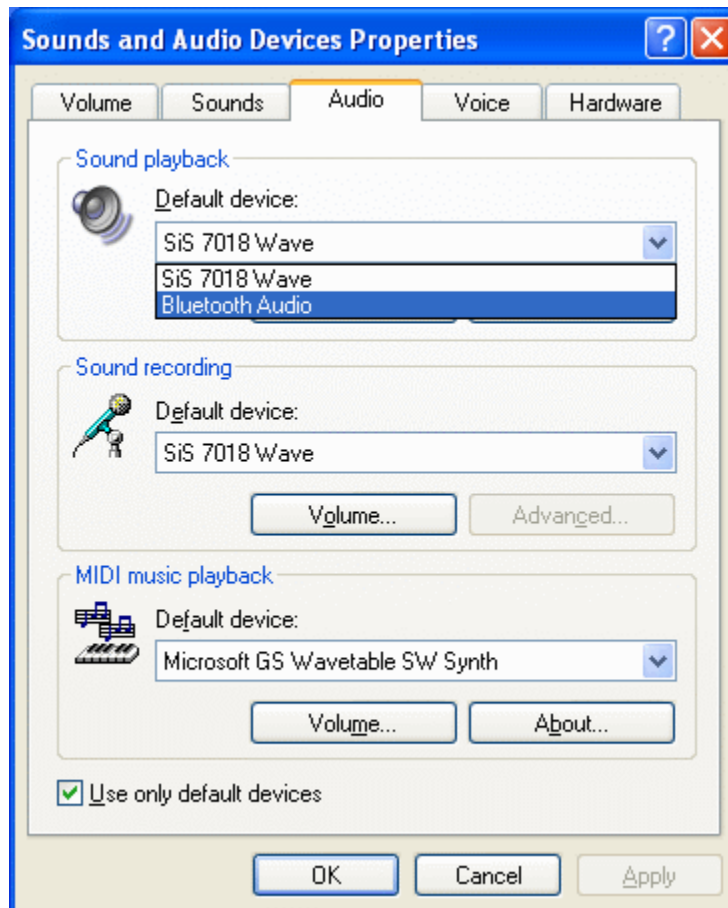 Sounds and Audio Devices Properties
Volume Sounds Audio Voice Hardware
Sound playback
Default device:
SiS 7018 Wave
SiS 7018 Wave
Bluetooth Audio
Sound recording
Default device:
SiS 7018 Wave
Volume... Advanced...
MIDI music playback
Default device:
Microsoft GS Wavetable SW Synth
Volume... About...
Use only default devices
OK Cancel Apply